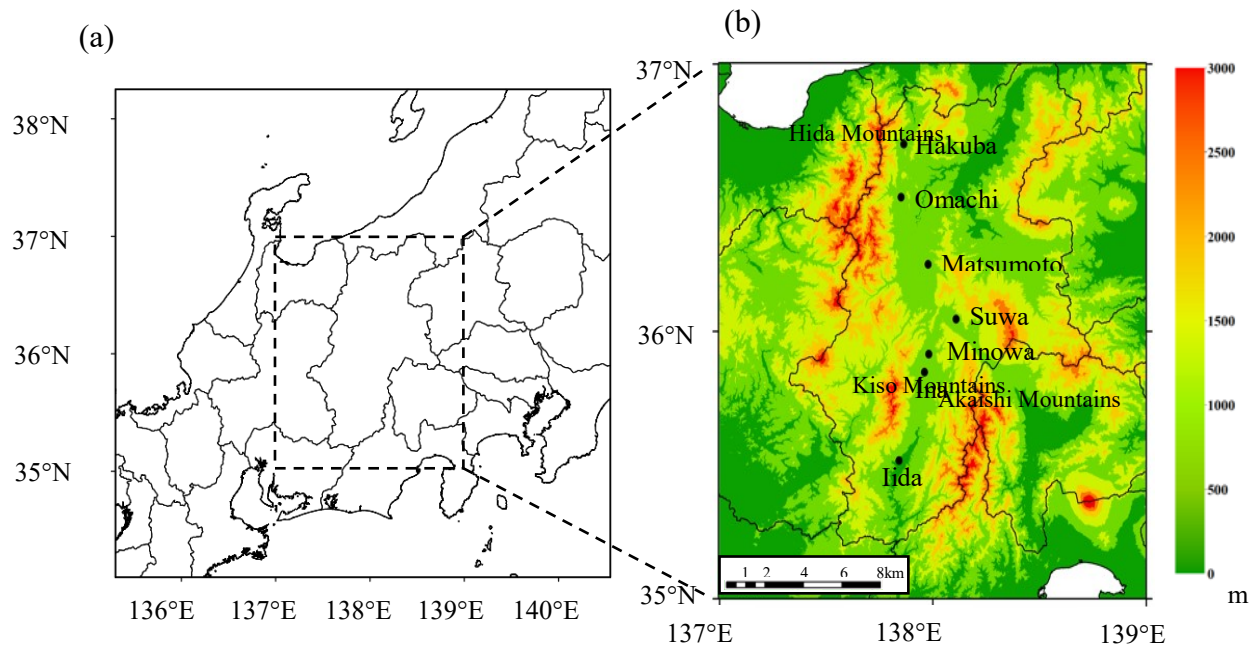 (a)
(b)
38°N
37°N
36°N
35°N
136°E
137°E
138°E
139°E
140°E
37°N
36°N
35°N
137°E
138°E
139°E
Hida Mountains
Hakuba
Omachi
Matsumoto
Suwa
Minowa
Kiso Mountains
Ina
Akaishi Mountains
Iida
1 2 4 6 8km
3000
2500
2000
1500
1000
500
0
m